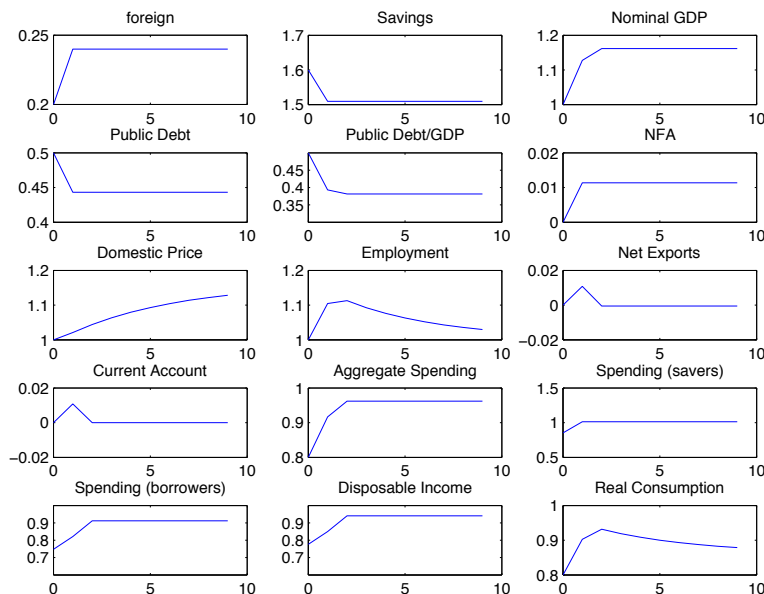 foreign Savings Nominal GDP
0.25 1.7 1.2
1.6 1.1
0.2 1.5 1
0 5 10 0 5 10 0 5 10
Public Debt Public Debt/GDP NFA
0.5 0.45 0.02
0.45 0.4 0.01
0.4 0.35 0
0 5 10 0 5 10 0 5 10
Domestic Price Employment Net Exports
1.2 1.2 0.02
1.1 1.1 0
1 1 −0.02
0 5 10 0 5 10 0 5 10
Current Account Aggregate Spending Spending (savers)
0.02 1 1.5
0 0.9 1
−0.02 0.8 0.5
0 5 10 0 5 10 0 5 10
Spending (borrowers) Disposable Income Real Consumption
0.9 0.9 1
0.8 0.8 0.9
0.7 0.7 0.8
0 5 10 0 5 10 0 5 10